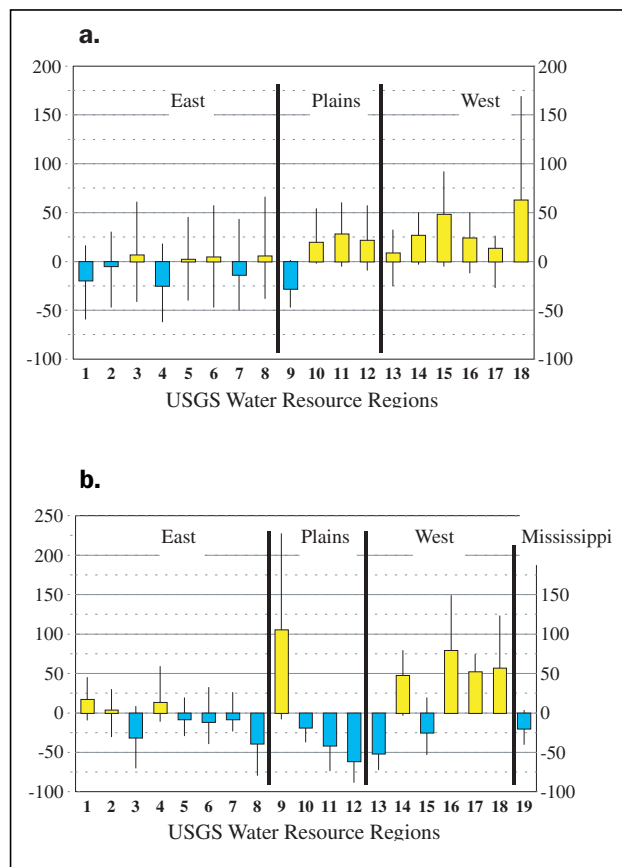 a.
200 200
East Plains West
150 150
100 100
50 50
0 0
-50 -50
-100 -100
1 2 3 4 5 6 7 8 9 10 11 12 13 14 15 16 17 18
USGS Water Resource Regions
b.
250
East Plains West Mississippi
200
150 150
100 100
50 50
0 0
-50 -50
-100 -100
1 2 3 4 5 6 7 8 9 10 11 12 13 14 15 16 17 18 19
USGS Water Resource Regions